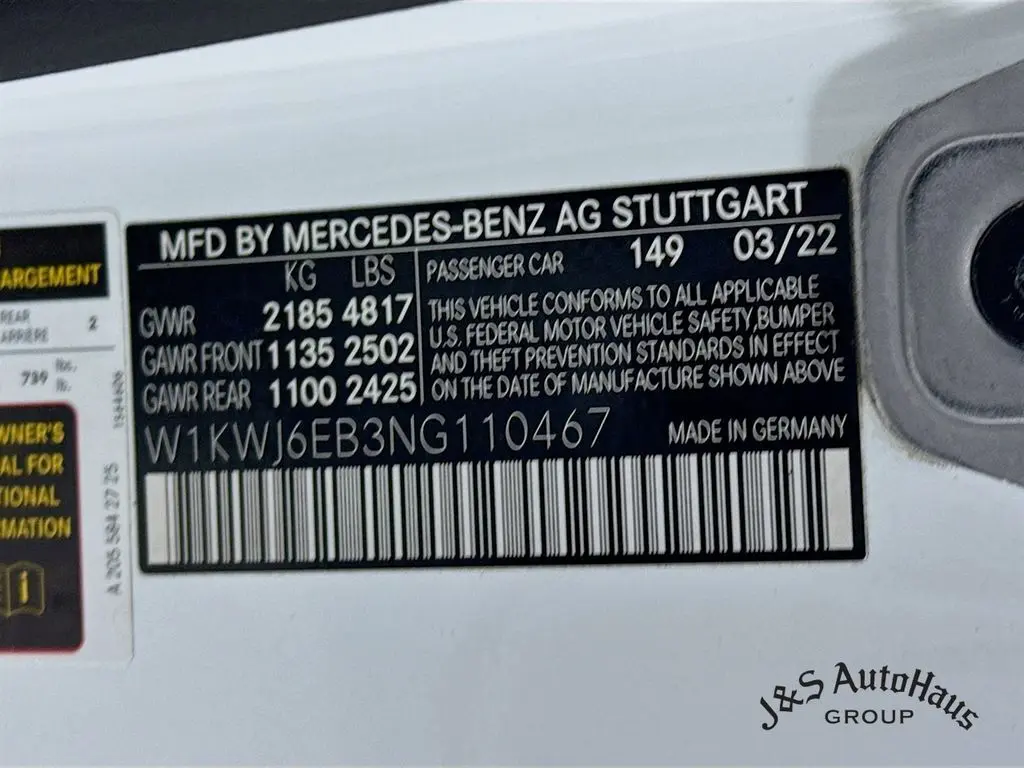 MFD BY MERCEDES-BENZ AG STUTTGART
KG LBS
GVWR 2185 4817
GAWR FRONT 1135 2502
GAWR REAR 1100 2425
PASSENGER CAR 149 03/22
THIS VEHICLE CONFORMS TO ALL APPLICABLE
U.S. FEDERAL MOTOR VEHICLE SAFETY,BUMPER
AND THEFT PREVENTION STANDARDS IN EFFECT
ON THE DATE OF MANUFACTURE SHOWN ABOVE
W1KWJ6EB3NG110467 MADE IN GERMANY
ARGEMENT
REAR 2
ARRIERE
739 lbs.
lb.
WNER'S
AL FOR
TIONAL
RMATION
A 205 584 27 25
J&S AutoHaus
GROUP